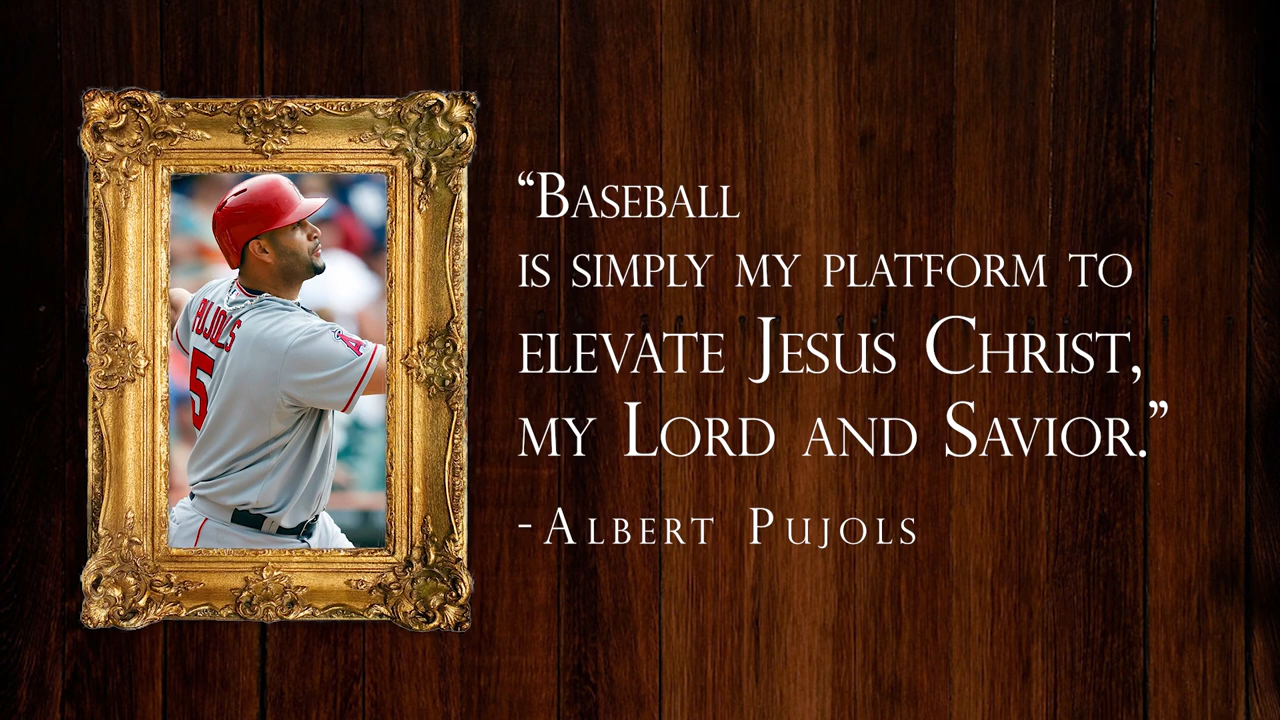 PUJOLS
5
A
“Baseball
is simply my platform to
elevate Jesus Christ,
my Lord and Savior.”
-Albert Pujols